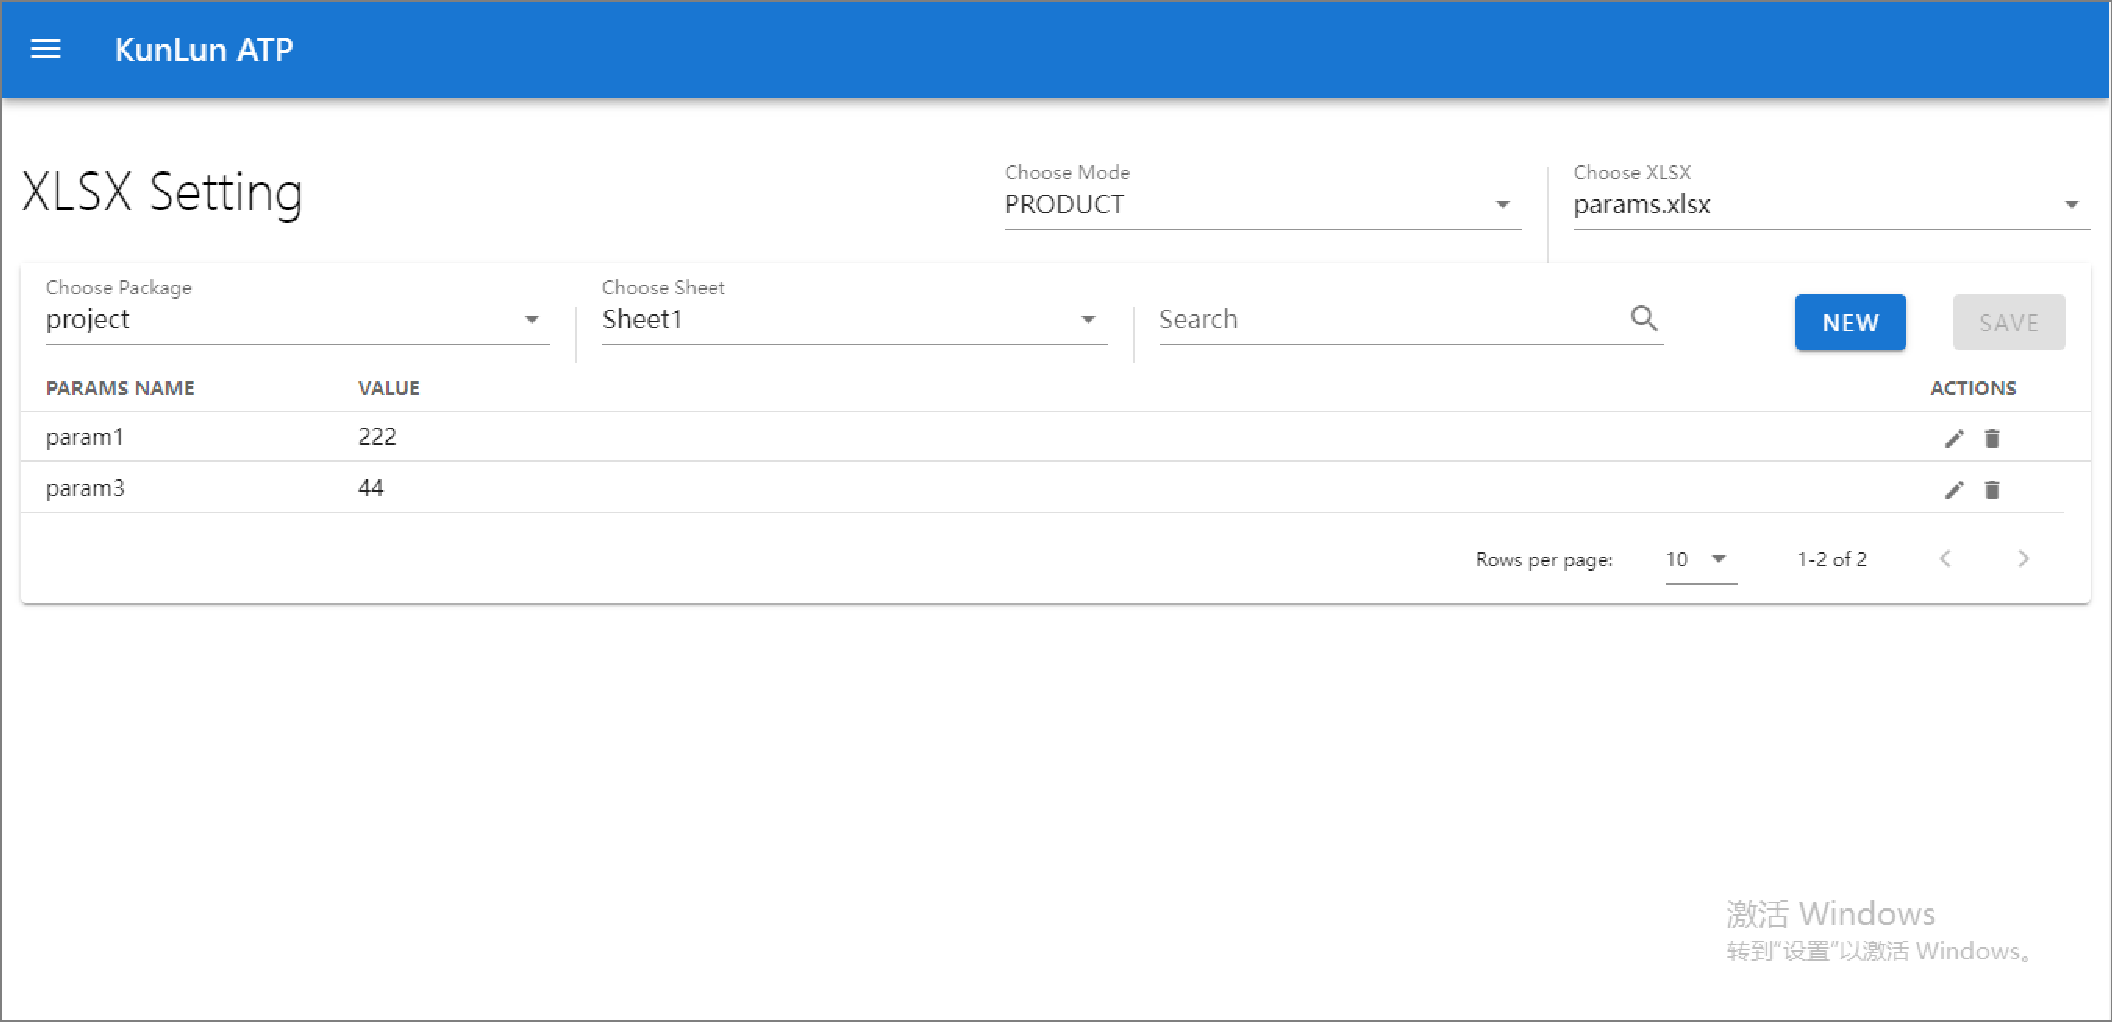 KunLun ATP
XLSX Setting
Choose Mode
PRODUCT
Choose XLSX
params.xlsx
Choose Package
project
Choose Sheet
Sheet1
Search
NEW
SAVE
PARAMS NAME VALUE ACTIONS
param1 222
param3 44
Rows per page: 10 1-2 of 2
激活 Windows
转到"设置"以激活 Windows。